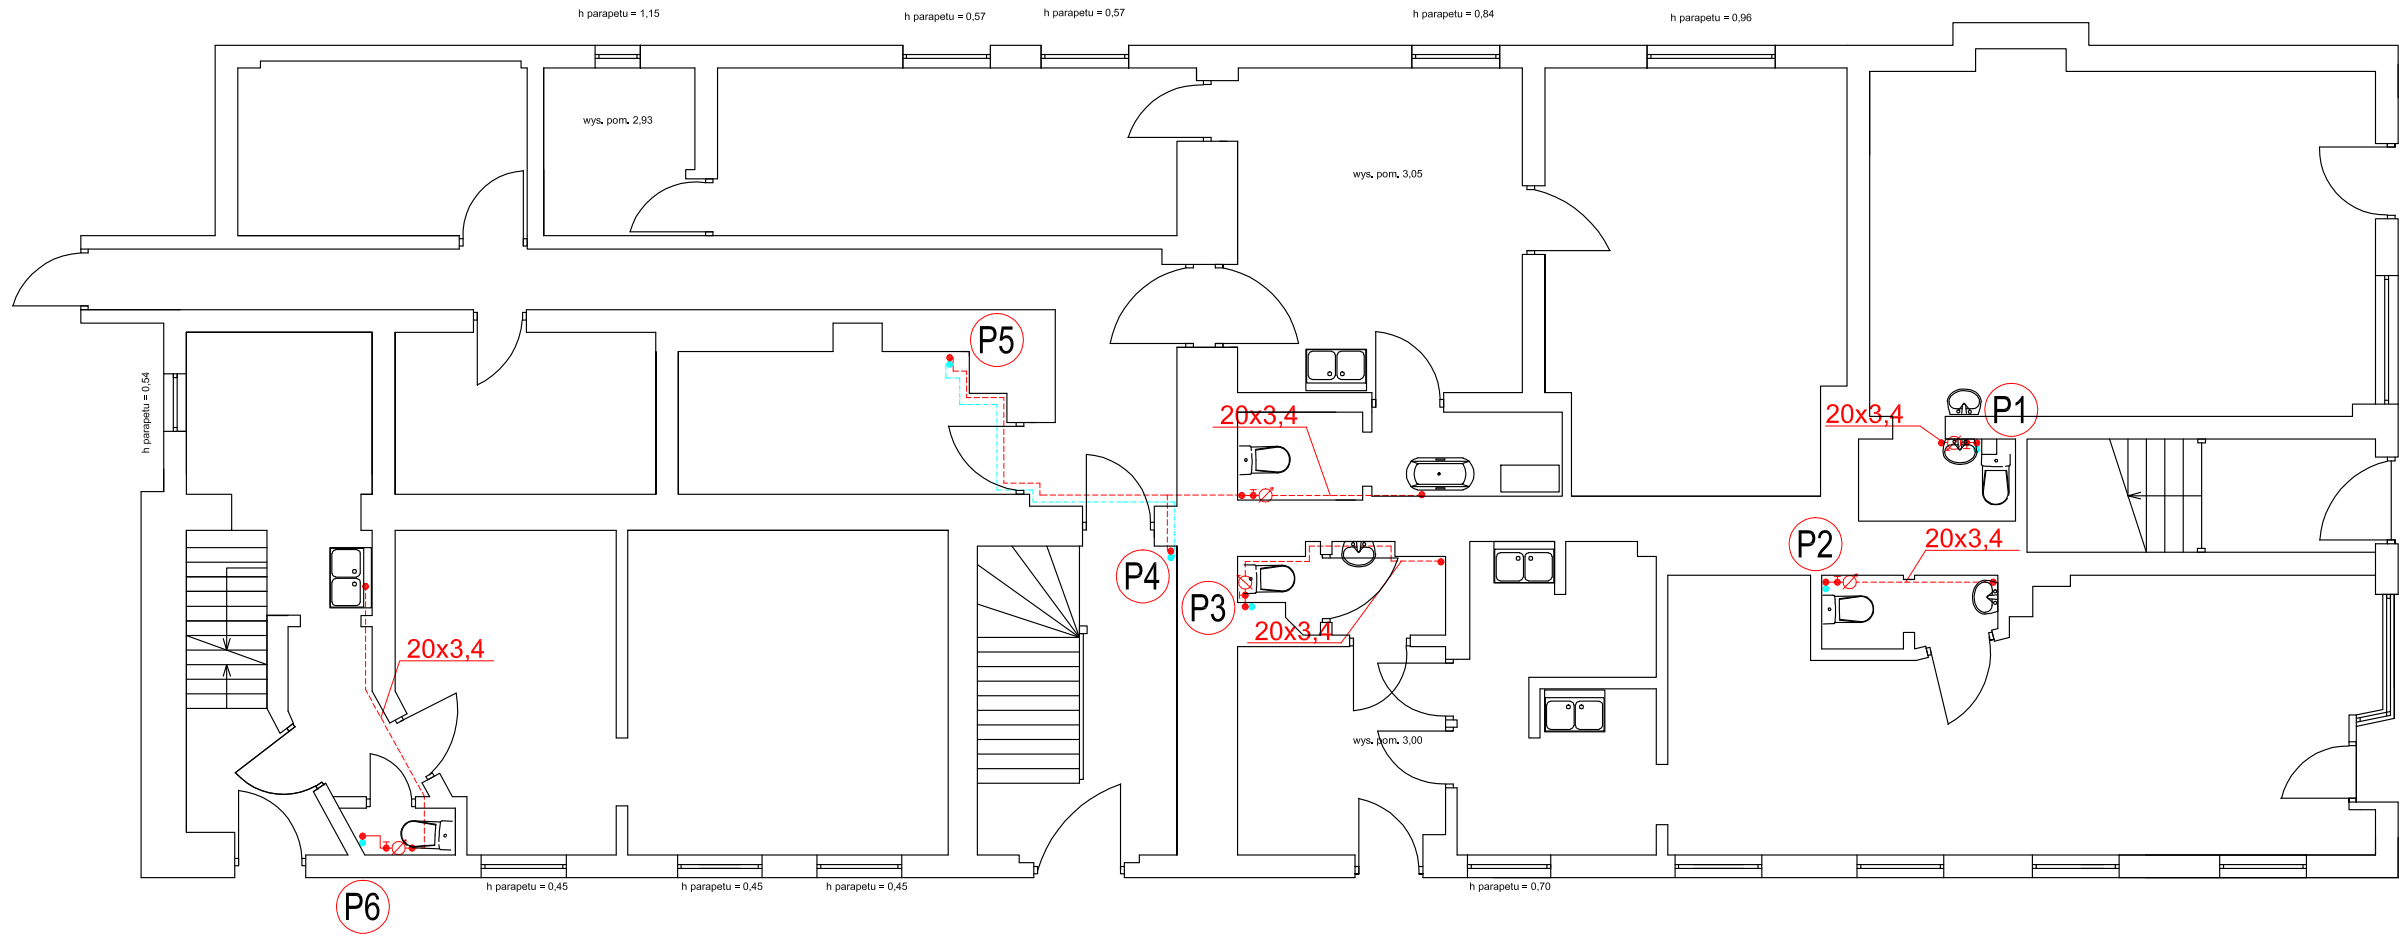 h parapetu = 1,15
h parapetu = 0,57
h parapetu = 0,57
h parapetu = 0,84
h parapetu = 0,96
wys. pom. 2,93
wys. pom. 3,05
P5
h parapetu = 0,54
20x3,4
20x3,4
P1
P2
20x3,4
P4
P3
20x3,4
20x3,4
wys. pom. 3,00
h parapetu = 0,45
h parapetu = 0,45
h parapetu = 0,45
h parapetu = 0,70
P6